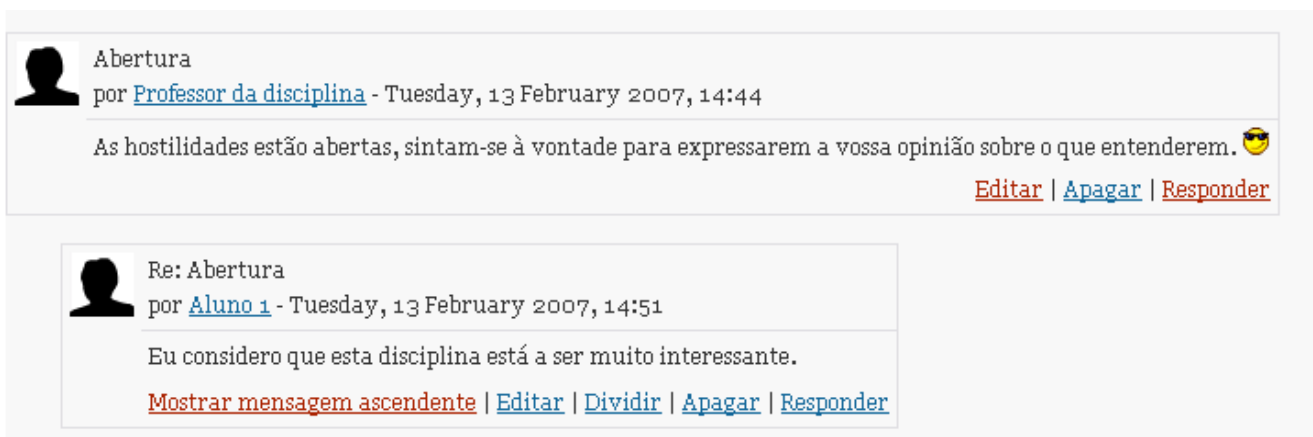 Abertura
por Professor da disciplina - Tuesday, 13 February 2007, 14:44
As hostilidades estão abertas, sintam-se à vontade para expressarem a vossa opinião sobre o que entenderem.
Editar | Apagar | Responder
Re: Abertura
por Aluno 1 - Tuesday, 13 February 2007, 14:51
Eu considero que esta disciplina está a ser muito interessante.
Mostrar mensagem ascendente | Editar | Dividir | Apagar | Responder